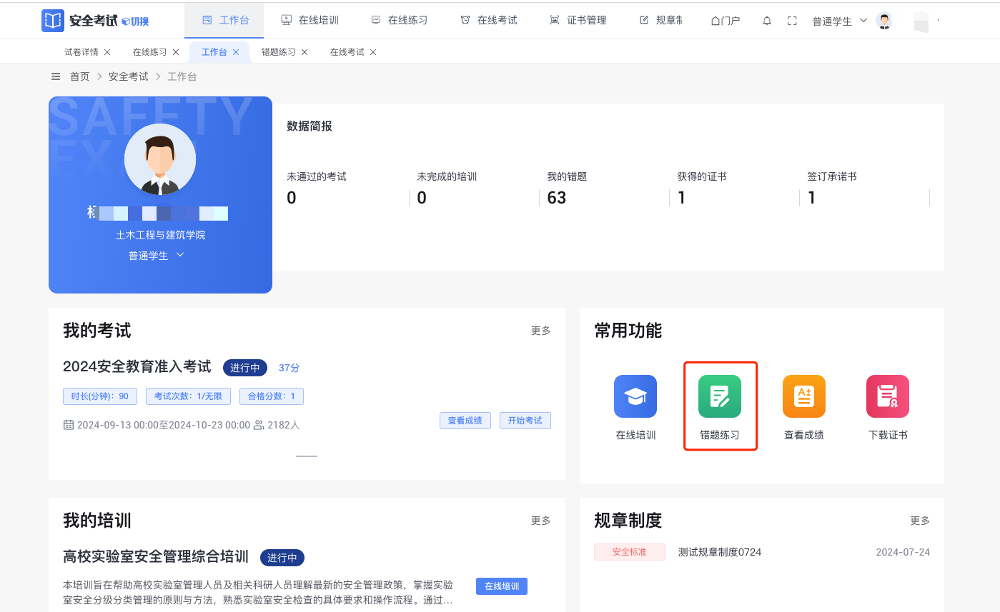 安全考试 切换 工作台 在线培训 在线练习 在线考试 证书管理 规章制 门户 普通学生
试卷详情 在线练习 工作台 错题练习 在线考试
首页 > 安全考试 > 工作台
SAFETY
EXA
土木工程与建筑学院
普通学生
数据简报
未通过的考试 未完成的培训 我的错题 获得的证书 签订承诺书
0 0 63 1 1
我的考试 更多
2024安全教育准入考试 进行中 37分
时长(分钟)：90 考试次数：1/无限 合格分数：1
2024-09-13 00:00至2024-10-23 00:00 2182人 查看成绩 开始考试
常用功能
在线培训 错题练习 查看成绩 下载证书
我的培训 更多
高校实验室安全管理综合培训 进行中
本培训旨在帮助高校实验室管理人员及相关科研人员理解最新的安全管理政策，掌握实验
室安全分级分类管理的原则与方法，熟悉实验室安全检查的具体要求和操作流程。通过...
在线培训
规章制度 更多
安全标准 测试规章制度0724 2024-07-24